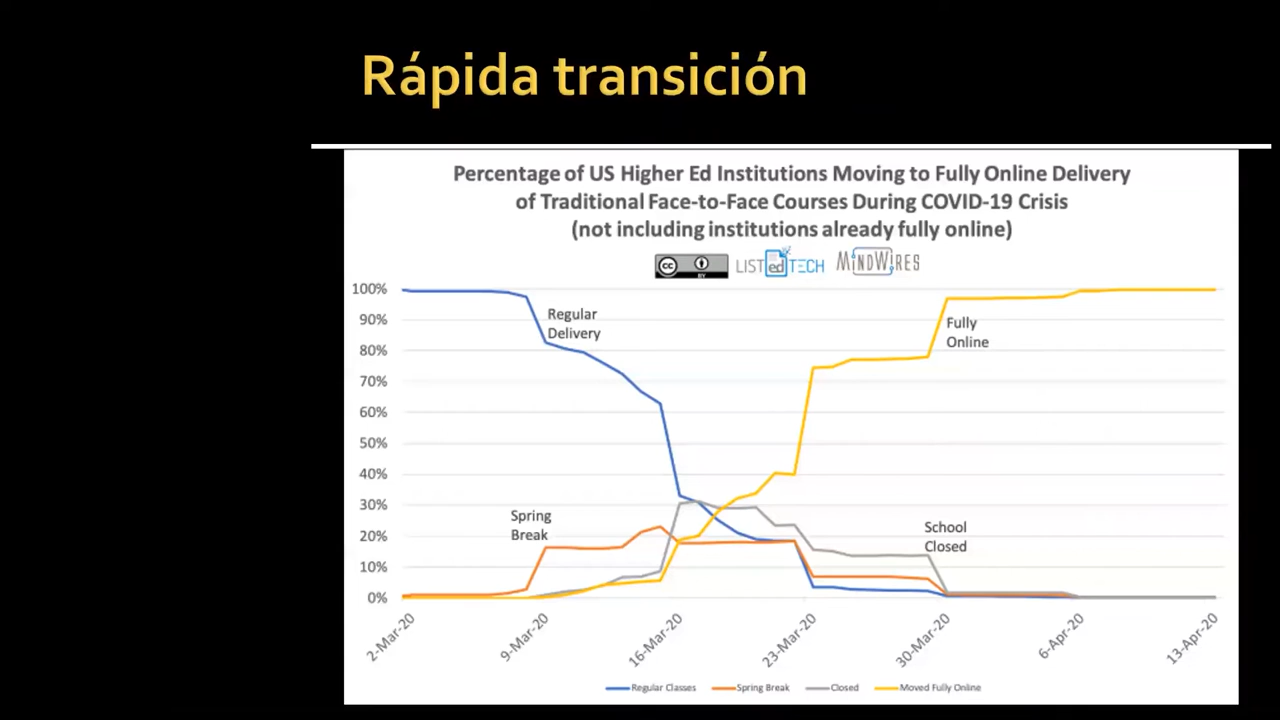 Rápida transición
Percentage of US Higher Ed Institutions Moving to Fully Online Delivery
of Traditional Face-to-Face Courses During COVID-19 Crisis
(not including institutions already fully online)
cc BY LISTedTECH MINDWIRES
100%
90%
80%
70%
60%
50%
40%
30%
20%
10%
0%
Regular
Delivery
Fully
Online
Spring
Break
School
Closed
2-Mar-20
9-Mar-20
16-Mar-20
23-Mar-20
30-Mar-20
6-Apr-20
13-Apr-20
Regular Classes Spring Break Closed Moved Fully Online